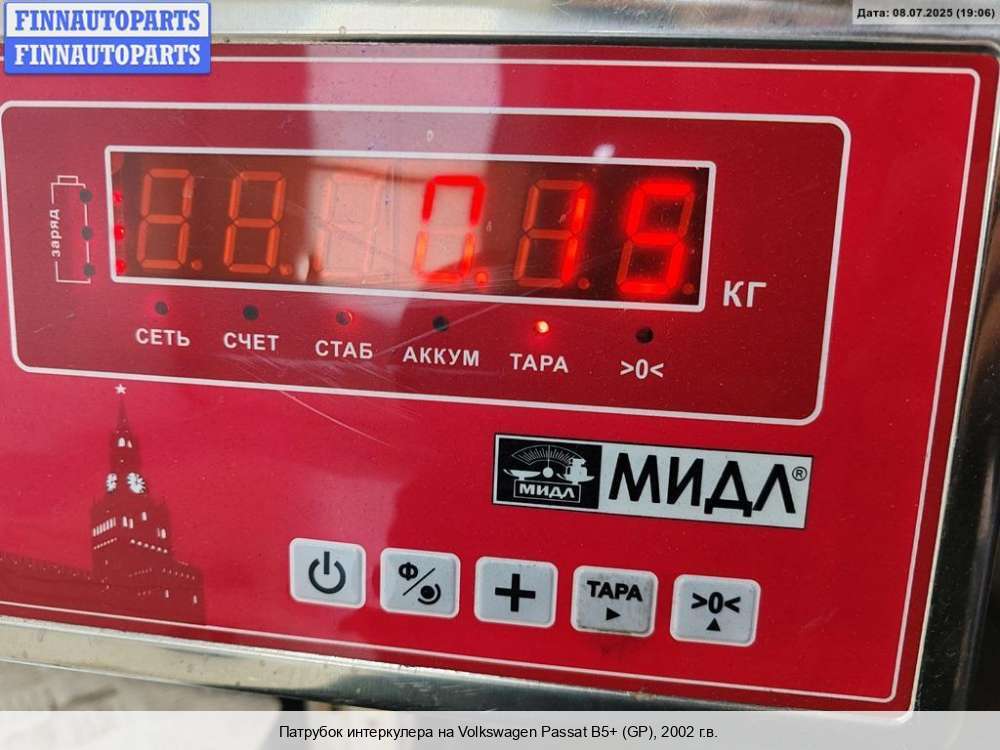 FINNAUTOPARTS
FINNAUTOPARTS
Дата: 08.07.2025 (19:06)
заряд
0.15
КГ
СЕТЬ СЧЕТ СТАБ АККУМ ТАРА >0<
МИДЛ МИДЛ®
Ф ТАРА >0<
Патрубок интеркулера на Volkswagen Passat B5+ (GP), 2002 г.в.